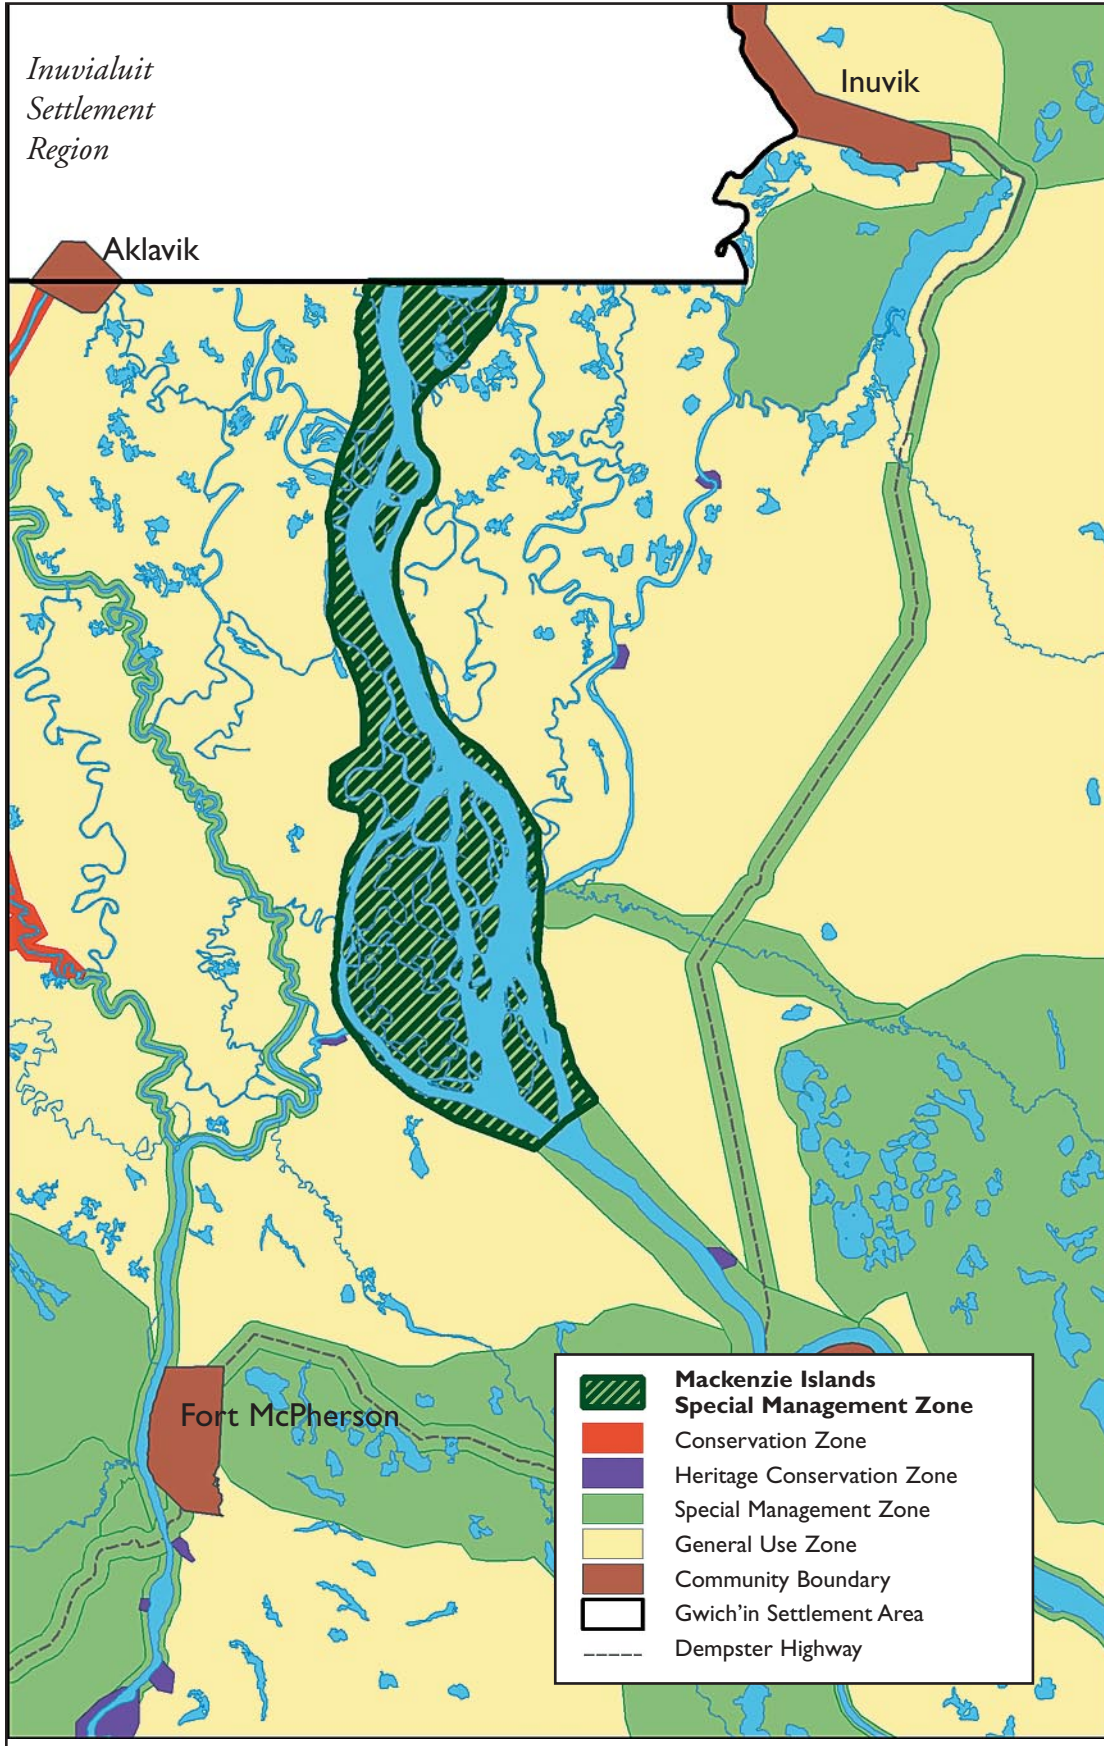 Inuvialuit
Settlement
Region
Inuvik
Aklavik
Fort McPherson
Mackenzie Islands
Special Management Zone
Conservation Zone
Heritage Conservation Zone
Special Management Zone
General Use Zone
Community Boundary
Gwich'in Settlement Area
Dempster Highway